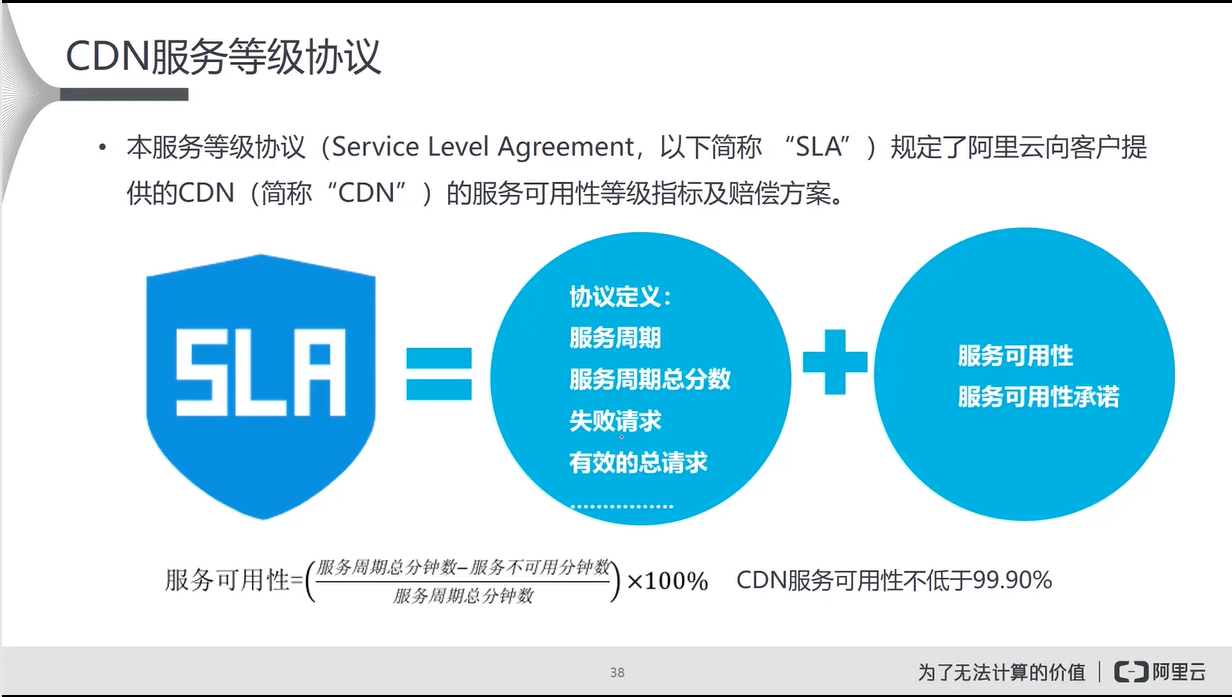 CDN服务等级协议
• 本服务等级协议（Service Level Agreement，以下简称 “SLA” ）规定了阿里云向客户提
供的CDN（简称“CDN” ）的服务可用性等级指标及赔偿方案。
SLA
协议定义：
服务周期
服务周期总分数
失败请求
有效的总请求
................
服务可用性
服务可用性承诺
服务可用性=(服务周期总分钟数−服务不可用分钟数/服务周期总分钟数)×100% CDN服务可用性不低于99.90%
38
为了无法计算的价值 | 阿里云